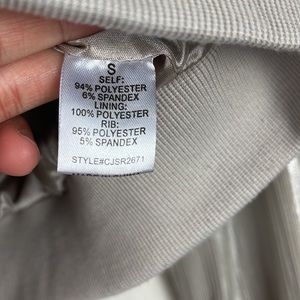 S
SELF:
94% POLYESTER
6% SPANDEX
LINING:
100% POLYESTER
RIB:
95% POLYESTER
5% SPANDEX
STYLE#CJSR2671